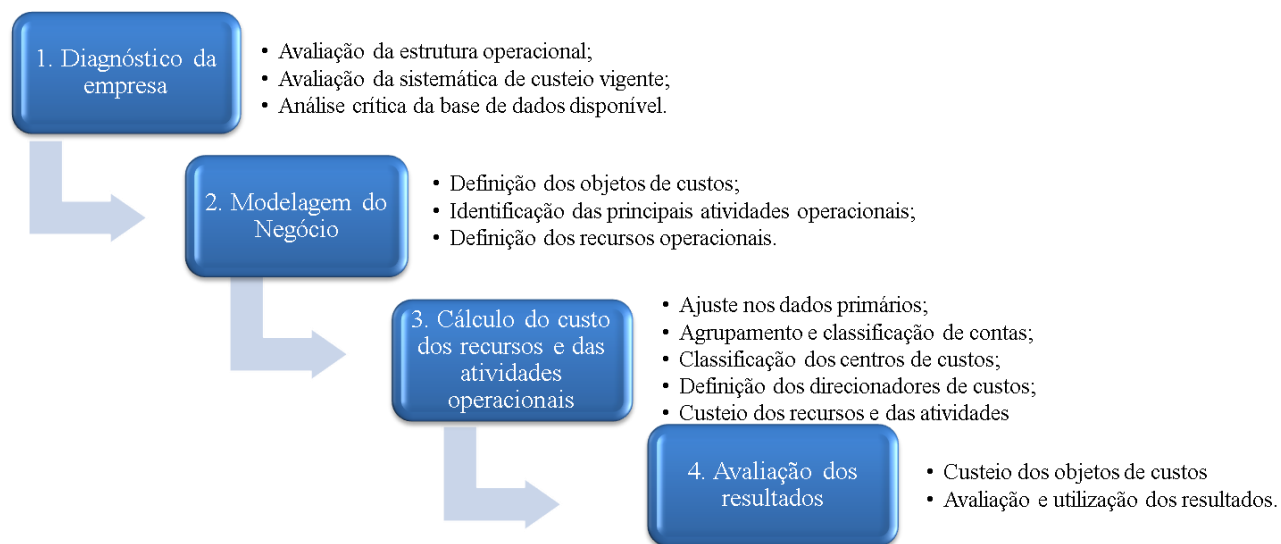 1. Diagnóstico da
empresa
• Avaliação da estrutura operacional;
• Avaliação da sistemática de custeio vigente;
• Análise crítica da base de dados disponível.
2. Modelagem do
Negócio
• Definição dos objetos de custos;
• Identificação das principais atividades operacionais;
• Definição dos recursos operacionais.
3. Cálculo do custo
dos recursos e das
atividades
operacionais
• Ajuste nos dados primários;
• Agrupamento e classificação de contas;
• Classificação dos centros de custos;
• Definição dos direcionadores de custos;
• Custeio dos recursos e das atividades
4. Avaliação dos
resultados
• Custeio dos objetos de custos
• Avaliação e utilização dos resultados.